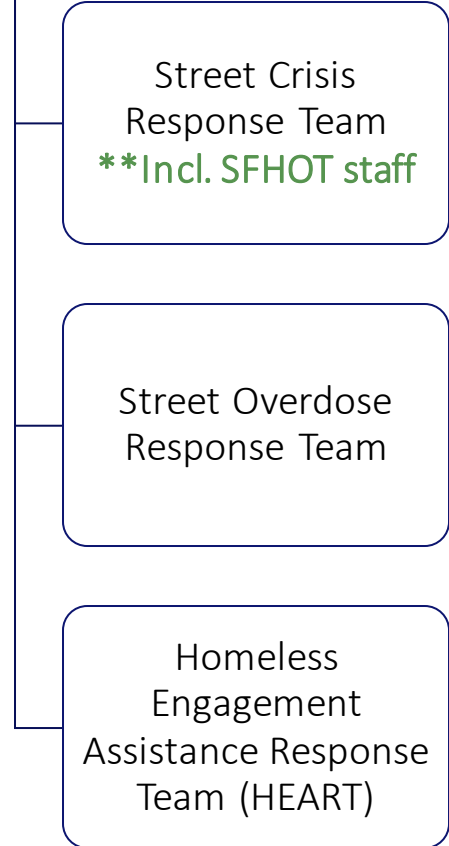 Street Crisis
Response Team
**Incl. SFHOT staff
Street Overdose
Response Team
Homeless
Engagement
Assistance Response
Team (HEART)